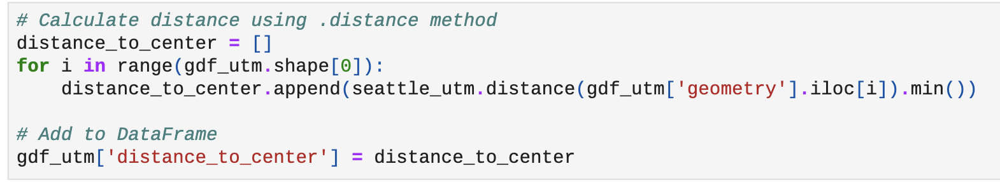 # Calculate distance using .distance method
distance_to_center = []
for i in range(gdf_utm.shape[0]):
    distance_to_center.append(seattle_utm.distance(gdf_utm['geometry'].iloc[i]).min())

# Add to DataFrame
gdf_utm['distance_to_center'] = distance_to_center